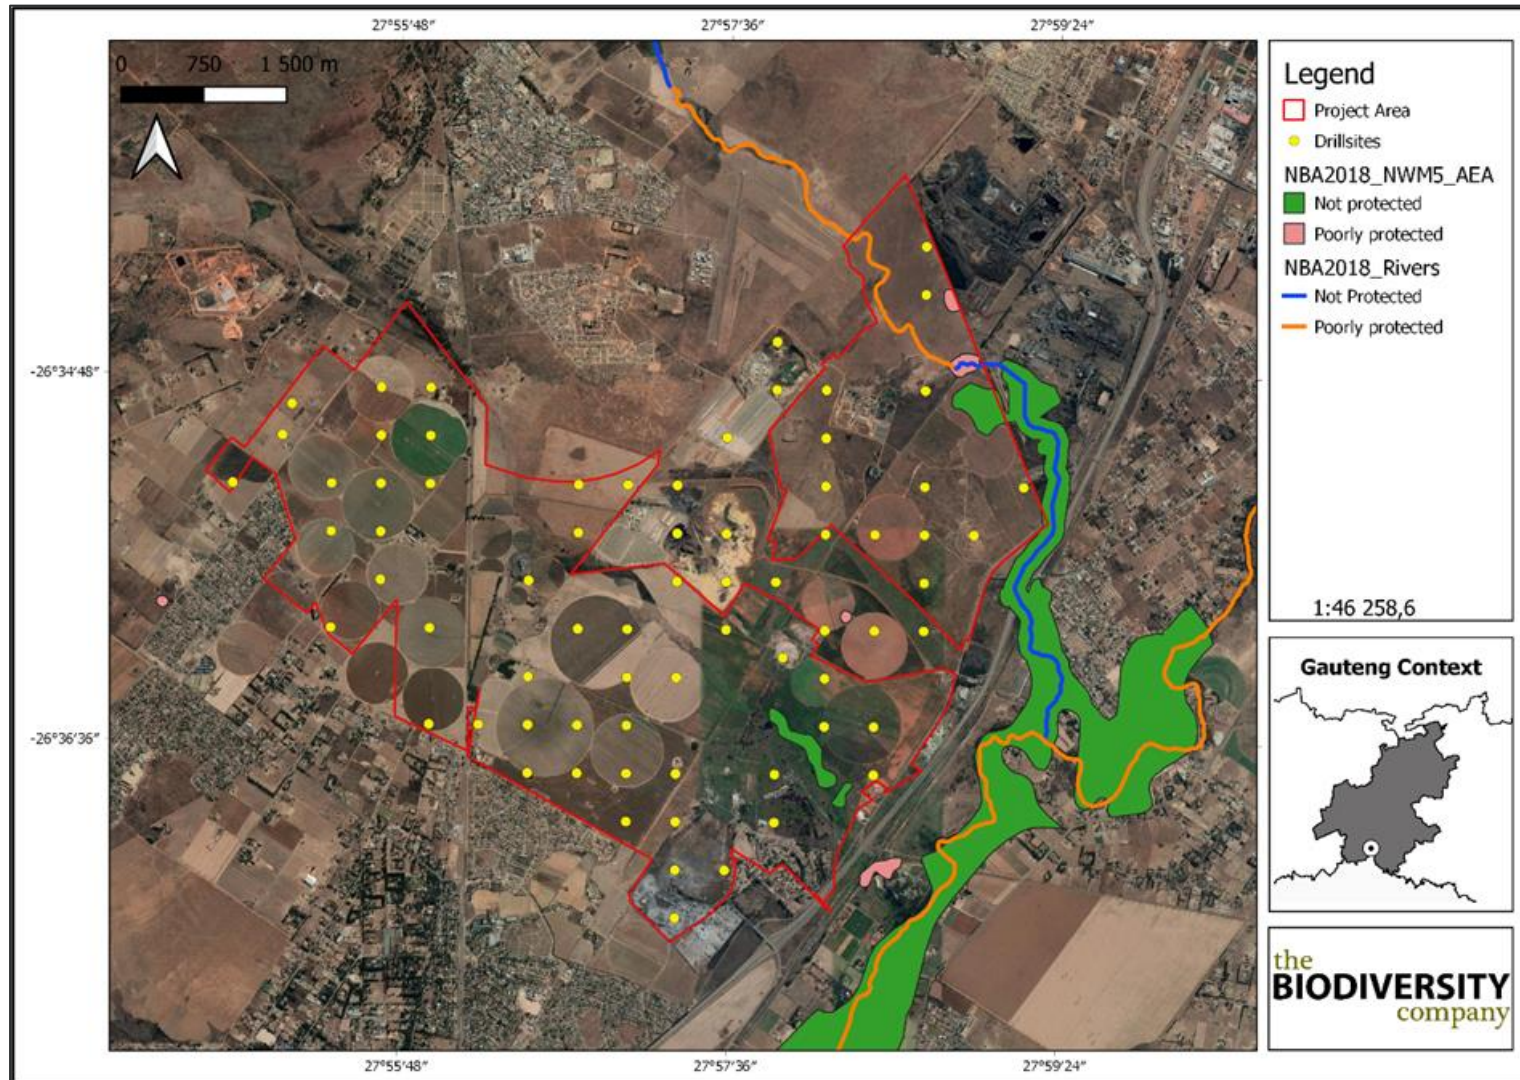 27°55′48″ 27°57′36″ 27°59′24″
0 750 1 500 m
-26°34′48″
-26°36′36″
27°55′48″ 27°57′36″ 27°59′24″
Legend
Project Area
Drillsites
NBA2018_NWM5_AEA
Not protected
Poorly protected
NBA2018_Rivers
Not Protected
Poorly protected
1:46 258,6
Gauteng Context
the
BIODIVERSITY
company